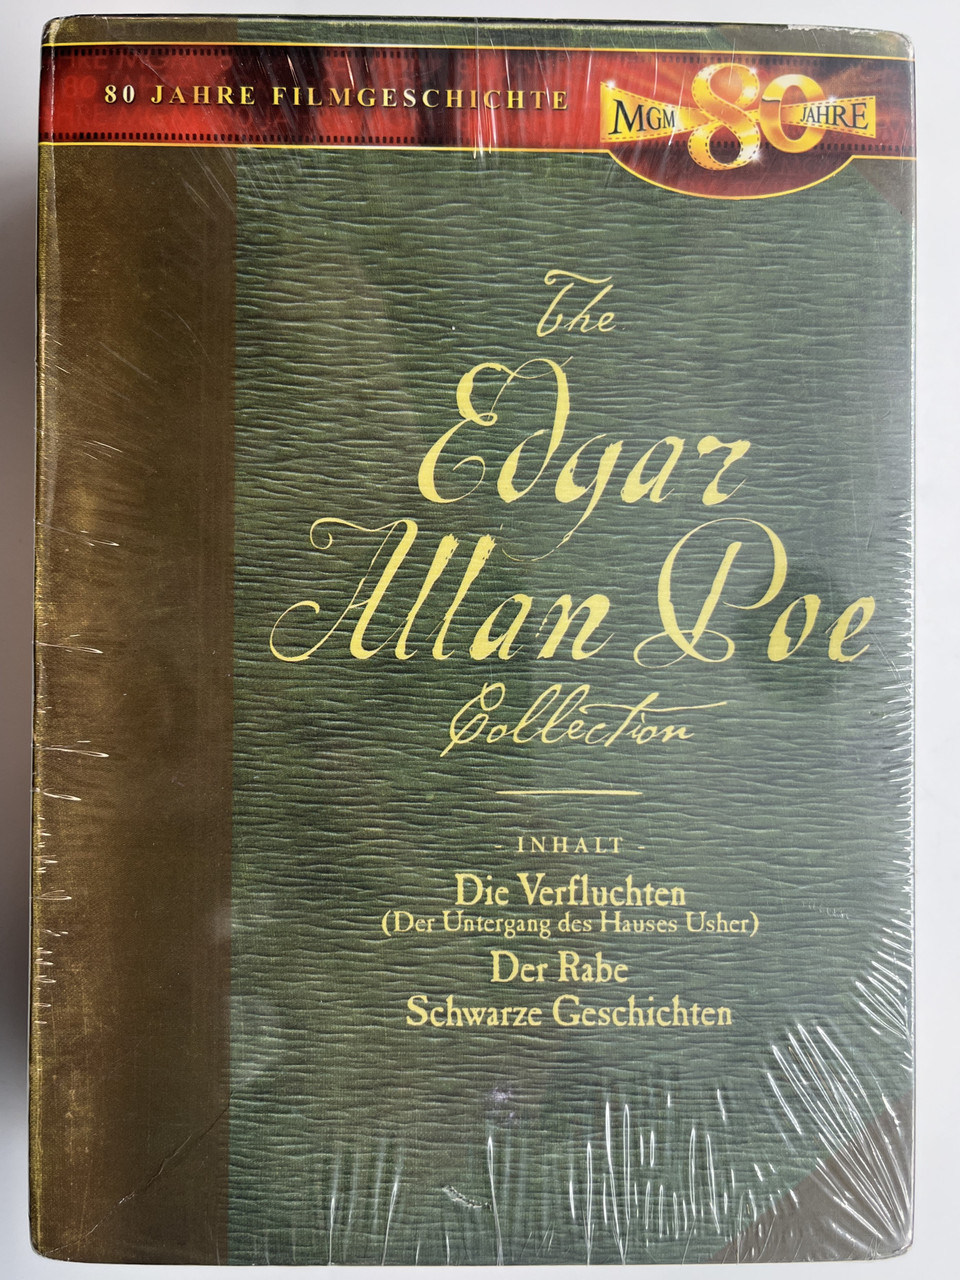 80 JAHRE FILMGESCHICHTE
MGM 80 JAHRE
The
Edgar
Allan Poe
Collection
- INHALT -
Die Verfluchten
(Der Untergang des Hauses Usher)
Der Rabe
Schwarze Geschichten